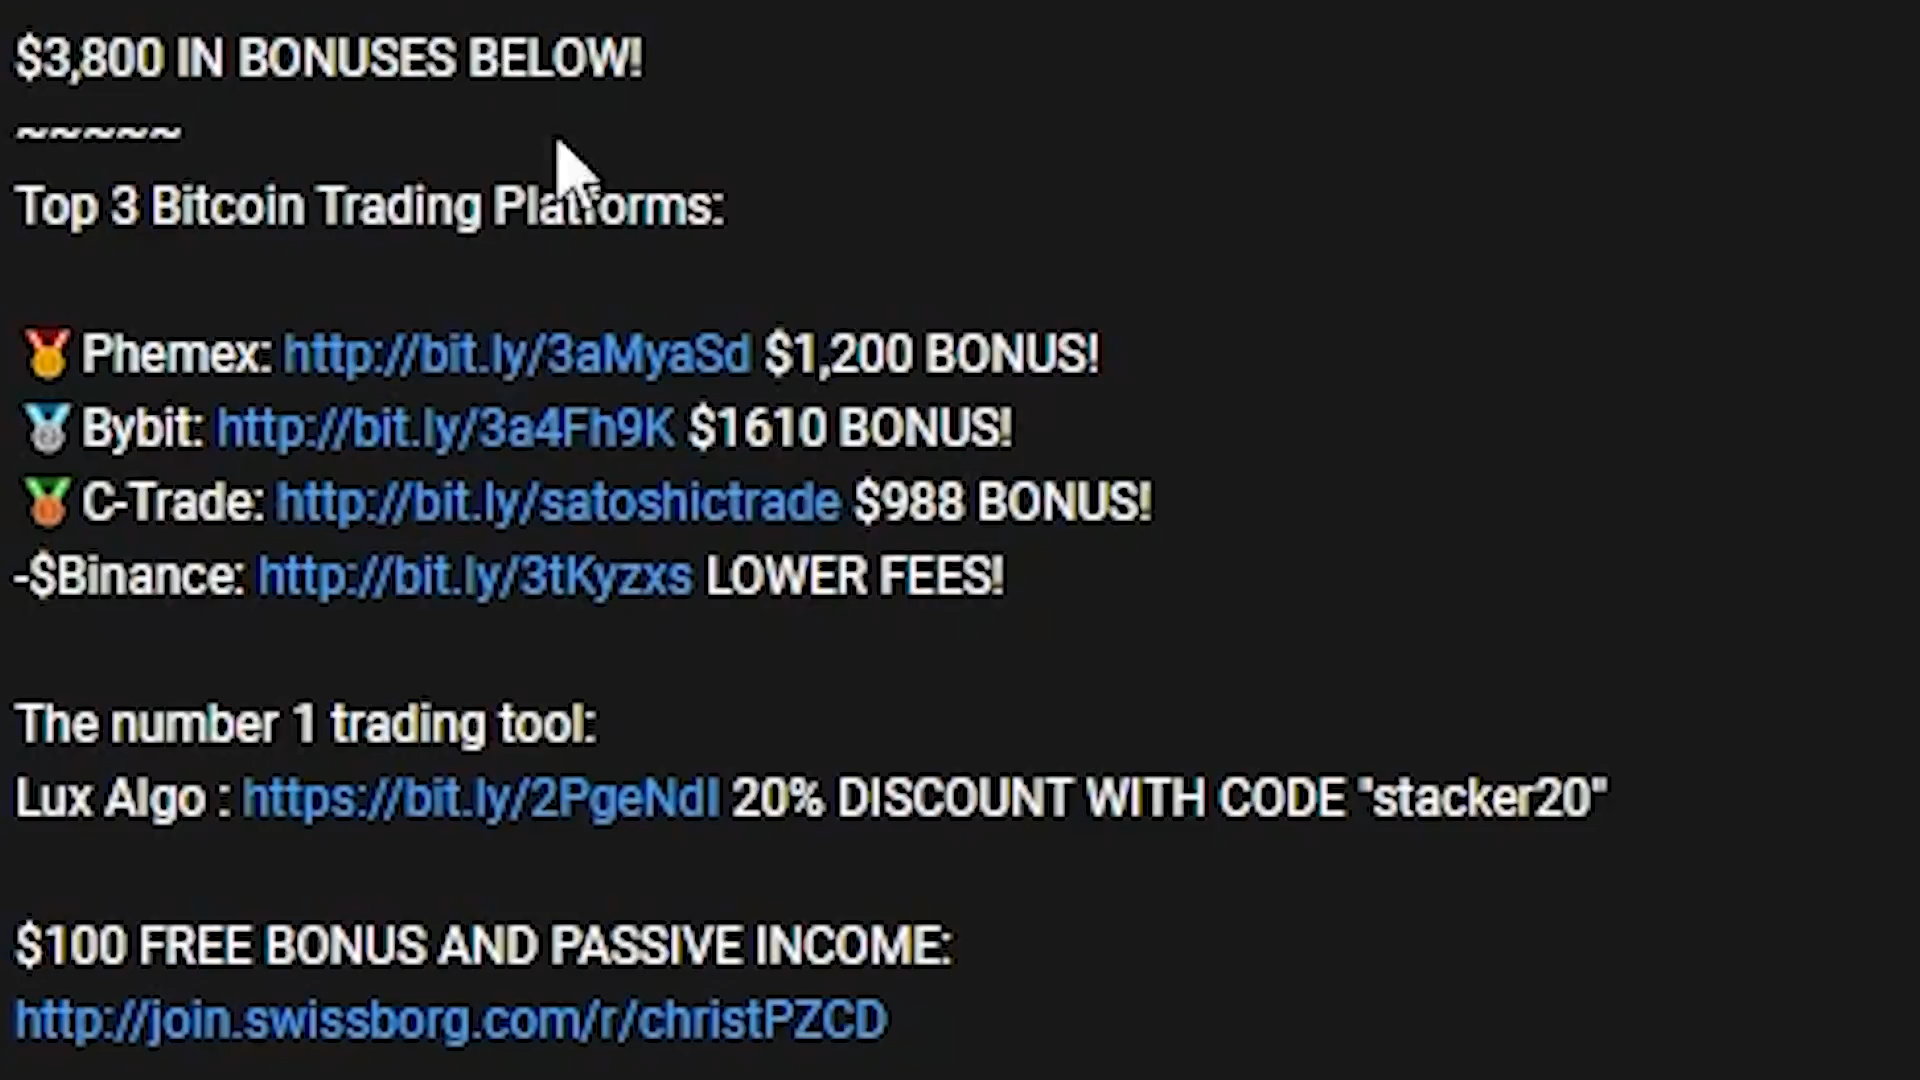 $3,800 IN BONUSES BELOW!
~~~~~
Top 3 Bitcoin Trading Platforms:
🥇Phemex: http://bit.ly/3aMyaSd $1,200 BONUS!
🥈Bybit: http://bit.ly/3a4Fh9K $1610 BONUS!
🥉C-Trade: http://bit.ly/satoshictrade $988 BONUS!
-$Binance: http://bit.ly/3tKyzxs LOWER FEES!
The number 1 trading tool:
Lux Algo : https://bit.ly/2PgeNdl 20% DISCOUNT WITH CODE "stacker20"
$100 FREE BONUS AND PASSIVE INCOME:
http://join.swissborg.com/r/christPZCD